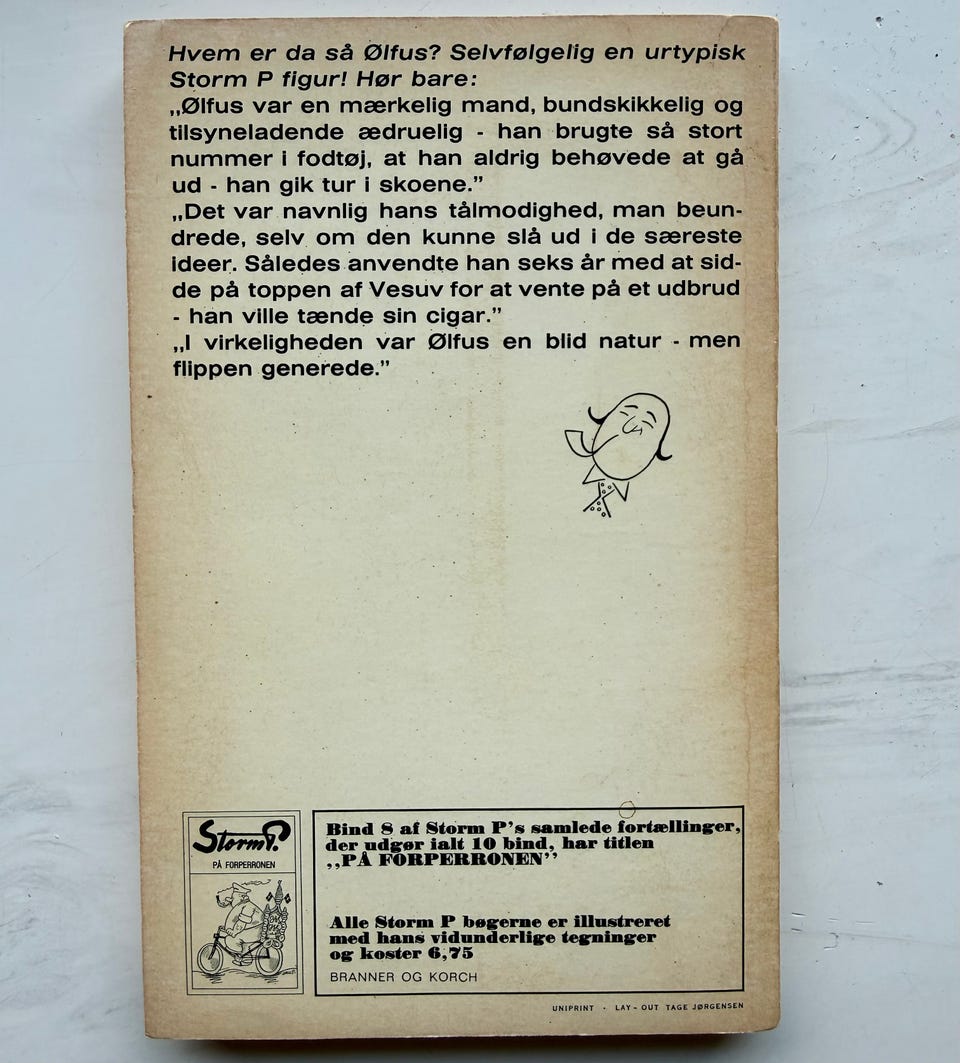 Hvem er da så Ølfus? Selvfølgelig en urtypisk
Storm P figur! Hør bare:
„Ølfus var en mærkelig mand, bundskikkelig og
tilsyneladende ædruelig - han brugte så stort
nummer i fodtøj, at han aldrig behøvede at gå
ud - han gik tur i skoene.”
„Det var navnlig hans tålmodighed, man beun-
drede, selv om den kunne slå ud i de særeste
ideer. Således anvendte han seks år med at sid-
de på toppen af Vesuv for at vente på et udbrud
- han ville tænde sin cigar.”
„I virkeligheden var Ølfus en blid natur - men
flippen generede.”
Storm P.
PÅ FORPERRONEN
Bind 8 af Storm P's samlede fortællinger,
der udgør ialt 10 bind, har titlen
,,PÅ FORPERRONEN’’
Alle Storm P bøgerne er illustreret
med hans vidunderlige tegninger
og koster 6,75
BRANNER OG KORCH
UNIPRINT · LAY-OUT TAGE JØRGENSEN